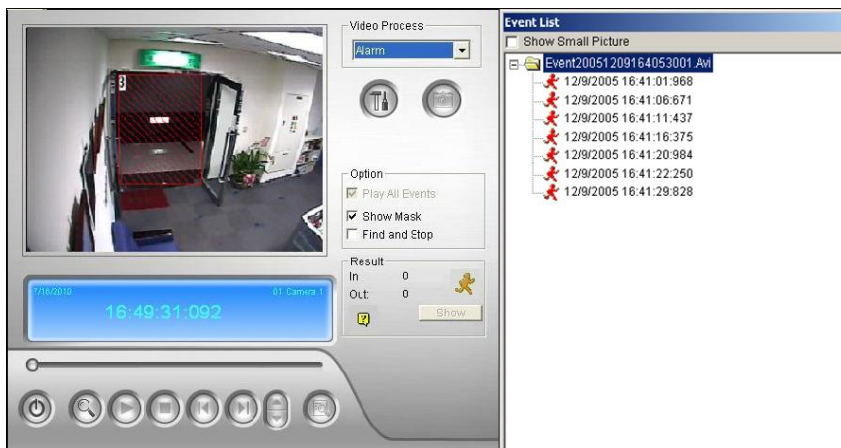 Video Process
Alarm
3
Option
Play All Events
Show Mask
Find and Stop
Result
In 0
Out: 0
Show
7/16/2010 01 Camera 1
16:49:31:092
Event List
Show Small Picture
Event20051209164053001.Avi
12/9/2005 16:41:01:968
12/9/2005 16:41:06:671
12/9/2005 16:41:11:437
12/9/2005 16:41:16:375
12/9/2005 16:41:20:984
12/9/2005 16:41:22:250
12/9/2005 16:41:29:828